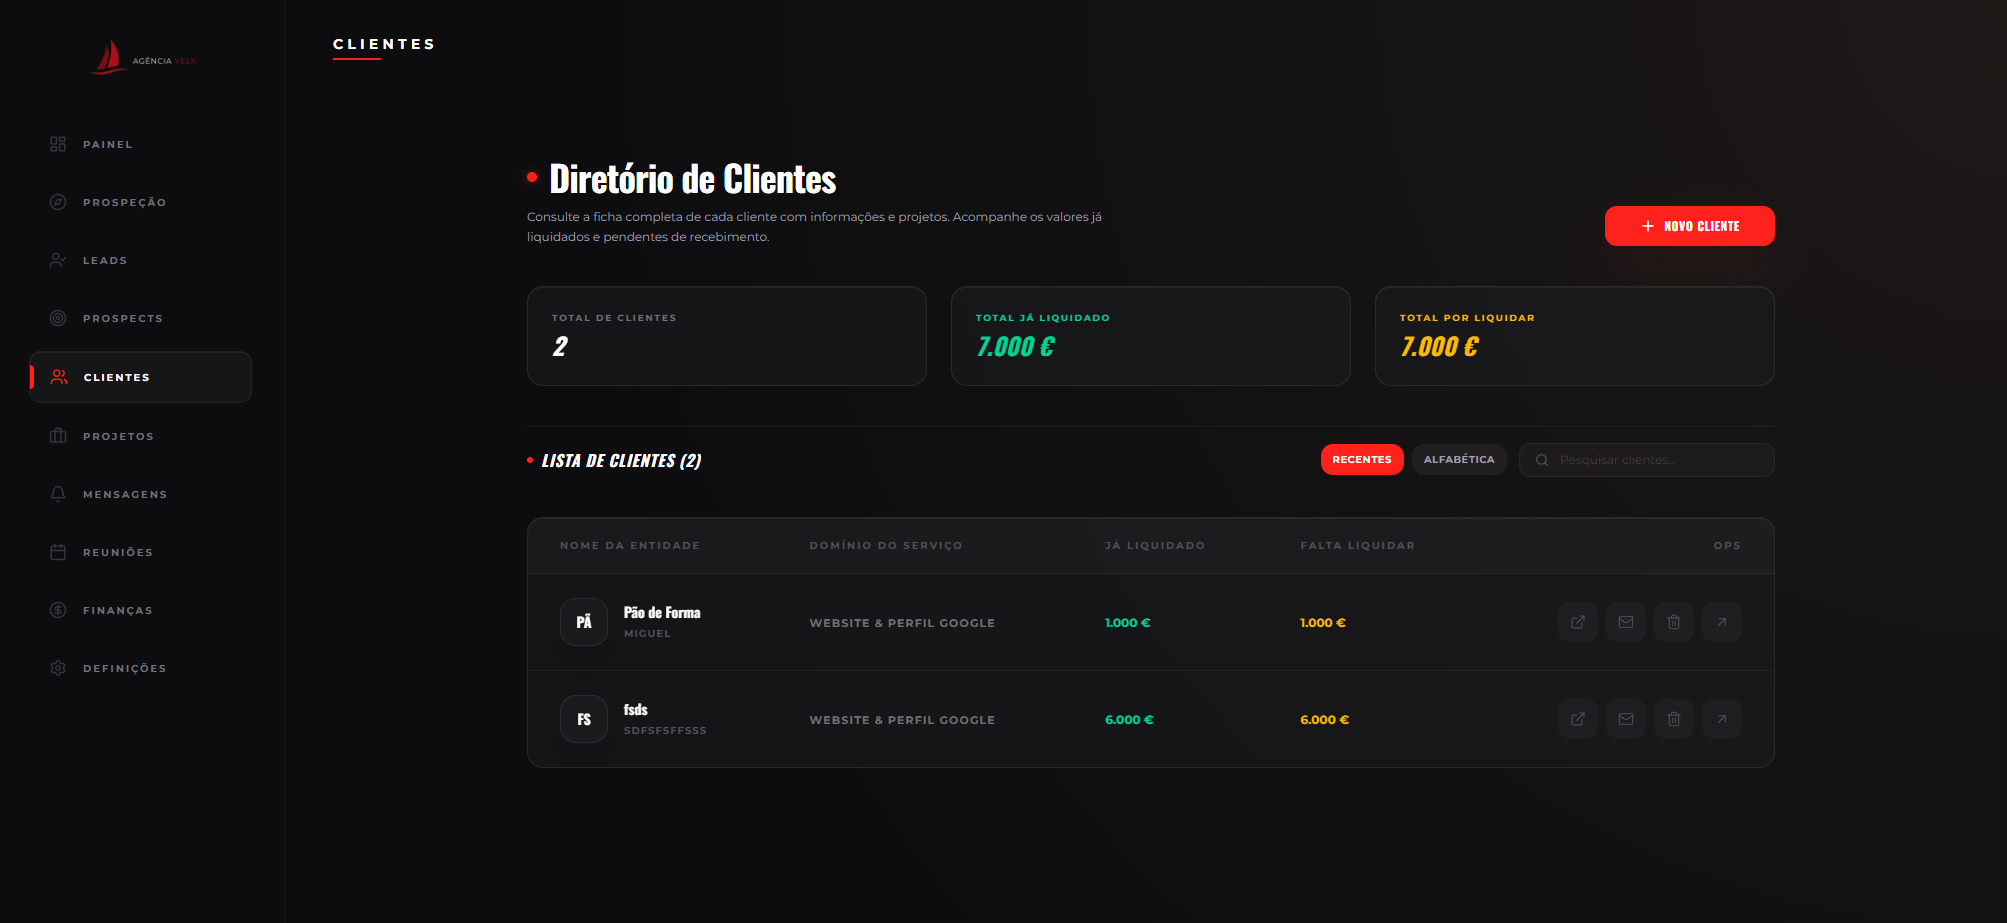 AGÊNCIA VELA
PAINEL
PROSPEÇÃO
LEADS
PROSPECTS
CLIENTES
PROJETOS
MENSAGENS
REUNIÕES
FINANÇAS
DEFINIÇÕES
CLIENTES
Diretório de Clientes
Consulte a ficha completa de cada cliente com informações e projetos. Acompanhe os valores já
liquidados e pendentes de recebimento.
+ NOVO CLIENTE
TOTAL DE CLIENTES
2
TOTAL JÁ LIQUIDADO
7.000 €
TOTAL POR LIQUIDAR
7.000 €
LISTA DE CLIENTES (2)
RECENTES ALFABÉTICA Pesquisar clientes...
NOME DA ENTIDADE DOMÍNIO DO SERVIÇO JÁ LIQUIDADO FALTA LIQUIDAR OPS
PÃ Pão de Forma WEBSITE & PERFIL GOOGLE 1.000 € 1.000 €
MIGUEL
FS fsds WEBSITE & PERFIL GOOGLE 6.000 € 6.000 €
SDFSFSFFSSS